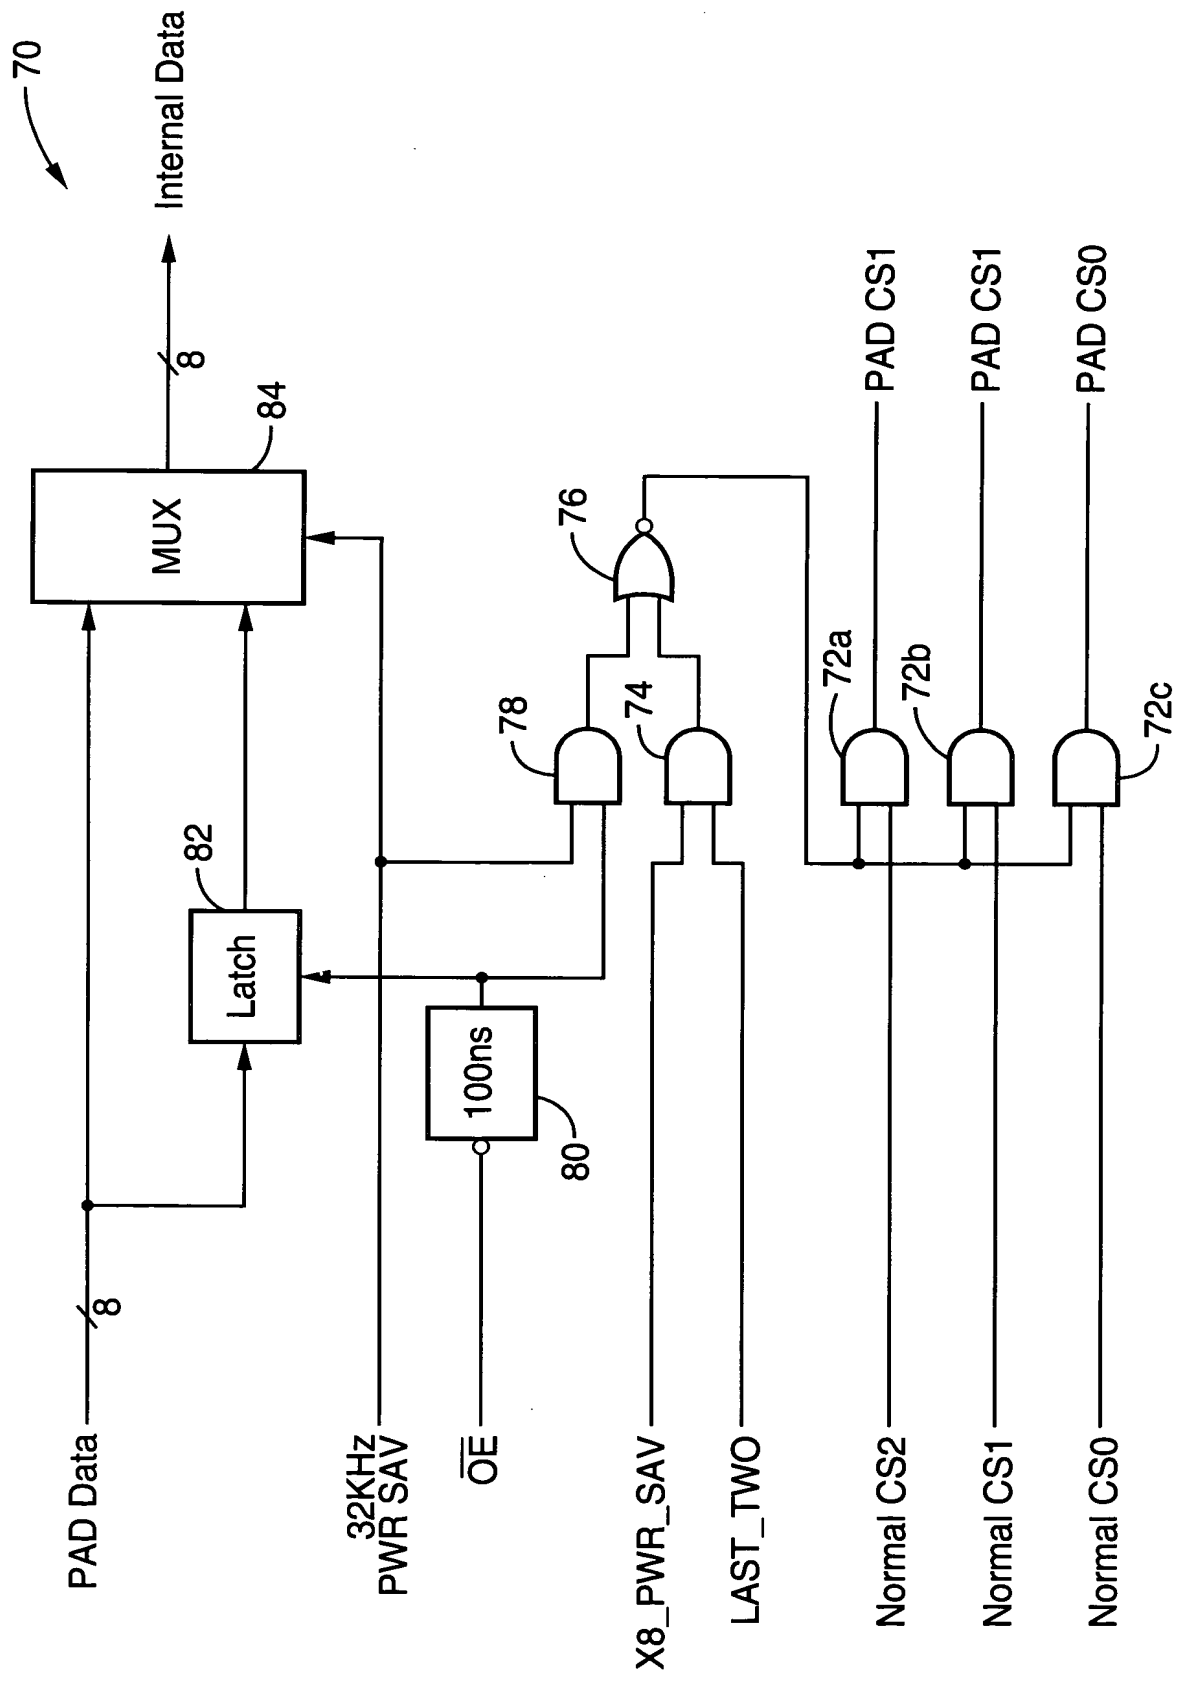 70
PAD Data
8
MUX
84
8
Internal Data
Latch
82
32KHz
PWR SAV
OE
100ns
80
78
76
X8_PWR_SAV
LAST_TWO
74
Normal CS2
72a
PAD CS1
Normal CS1
72b
PAD CS1
Normal CS0
72c
PAD CS0